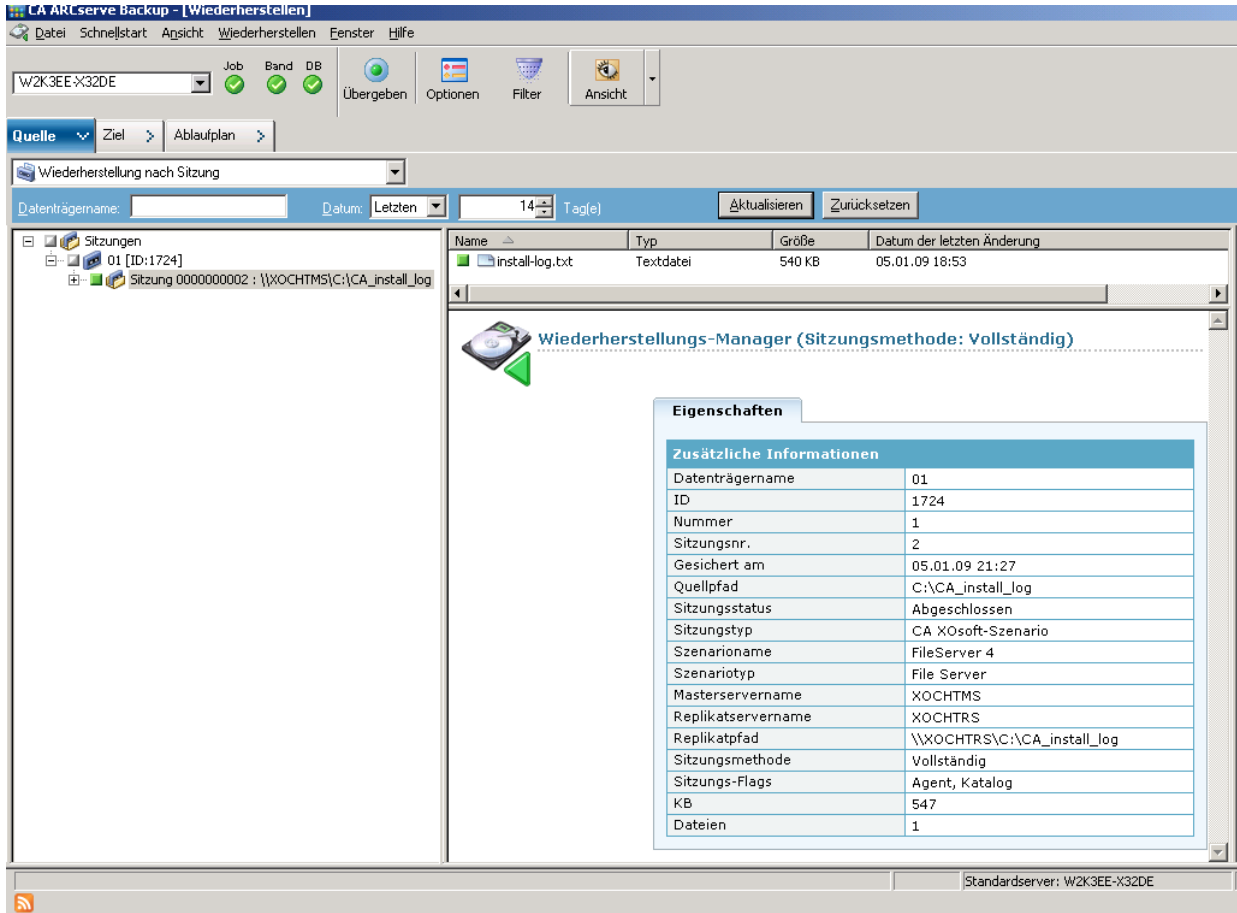 CA ARCserve Backup - [Wiederherstellen]
Datei Schnellstart Ansicht Wiederherstellen Fenster Hilfe
W2K3EE-X32DE
Job Band DB
Übergeben Optionen Filter Ansicht
Quelle Ziel Ablaufplan
Wiederherstellung nach Sitzung
Datenträgername: Datum: Letzten 14 Tag(e) Aktualisieren Zurücksetzen
Sitzungen
01 [ID:1724]
Sitzung 0000000002 : \\XOCHTMS\C:\CA_install_log
Name Typ Größe Datum der letzten Änderung
install-log.txt Textdatei 540 KB 05.01.09 18:53
Wiederherstellungs-Manager (Sitzungsmethode: Vollständig)
Eigenschaften
Zusätzliche Informationen
Datenträgername 01
ID 1724
Nummer 1
Sitzungsnr. 2
Gesichert am 05.01.09 21:27
Quellpfad C:\CA_install_log
Sitzungsstatus Abgeschlossen
Sitzungstyp CA XOsoft-Szenario
Szenarioname FileServer 4
Szenariotyp File Server
Masterservername XOCHTMS
Replikatservername XOCHTRS
Replikatpfad \\XOCHTRS\C:\CA_install_log
Sitzungsmethode Vollständig
Sitzungs-Flags Agent, Katalog
KB 547
Dateien 1
Standardserver: W2K3EE-X32DE